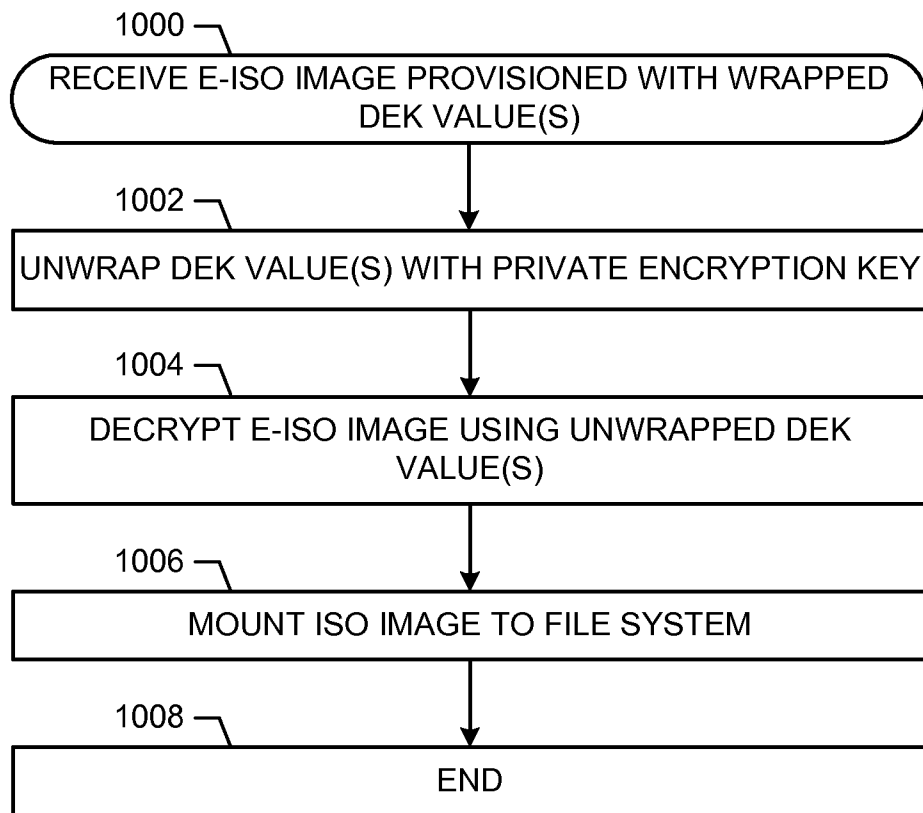 1000
RECEIVE E-ISO IMAGE PROVISIONED WITH WRAPPED
DEK VALUE(S)
1002
UNWRAP DEK VALUE(S) WITH PRIVATE ENCRYPTION KEY
1004
DECRYPT E-ISO IMAGE USING UNWRAPPED DEK
VALUE(S)
1006
MOUNT ISO IMAGE TO FILE SYSTEM
1008
END